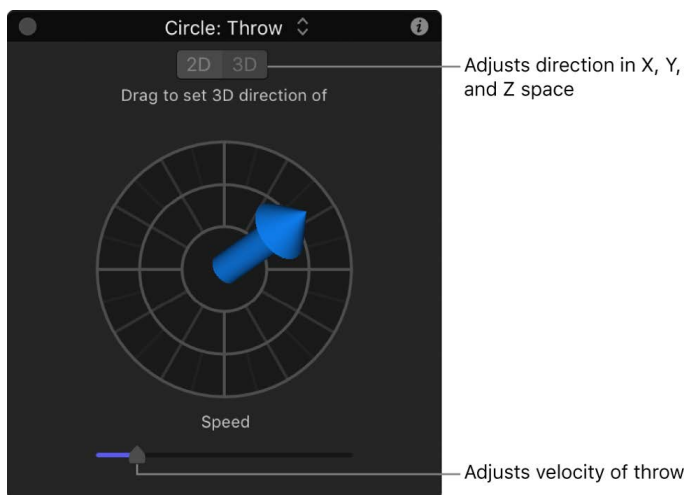 Circle: Throw
2D 3D
Adjusts direction in X, Y,
and Z space
Drag to set 3D direction of
Speed
Adjusts velocity of throw